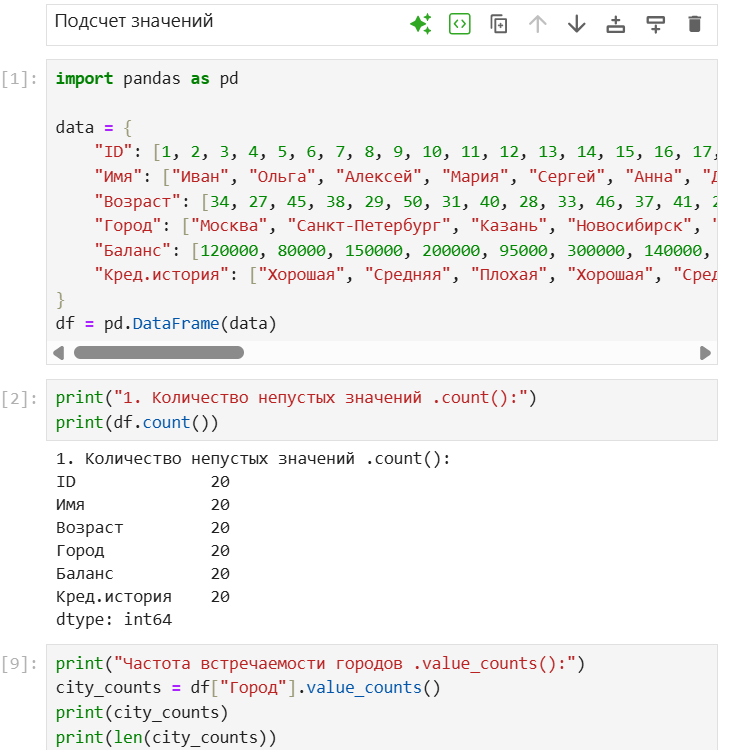 Подсчет значений
[1]:
import pandas as pd
data = {
"ID": [1, 2, 3, 4, 5, 6, 7, 8, 9, 10, 11, 12, 13, 14, 15, 16, 17,
"Имя": ["Иван", "Ольга", "Алексей", "Мария", "Сергей", "Анна", "
"Возраст": [34, 27, 45, 38, 29, 50, 31, 40, 28, 33, 46, 37, 41,
"Город": ["Москва", "Санкт-Петербург", "Казань", "Новосибирск", "
"Баланс": [120000, 80000, 150000, 200000, 95000, 300000, 140000,
"Кред.история": ["Хорошая", "Средняя", "Плохая", "Хорошая", "Сред
}
df = pd.DataFrame(data)
[2]:
print("1. Количество непустых значений .count():")
print(df.count())
1. Количество непустых значений .count():
ID 20
Имя 20
Возраст 20
Город 20
Баланс 20
Кред.история 20
dtype: int64
[9]:
print("Частота встречаемости городов .value_counts():")
city_counts = df["Город"].value_counts()
print(city_counts)
print(len(city_counts))